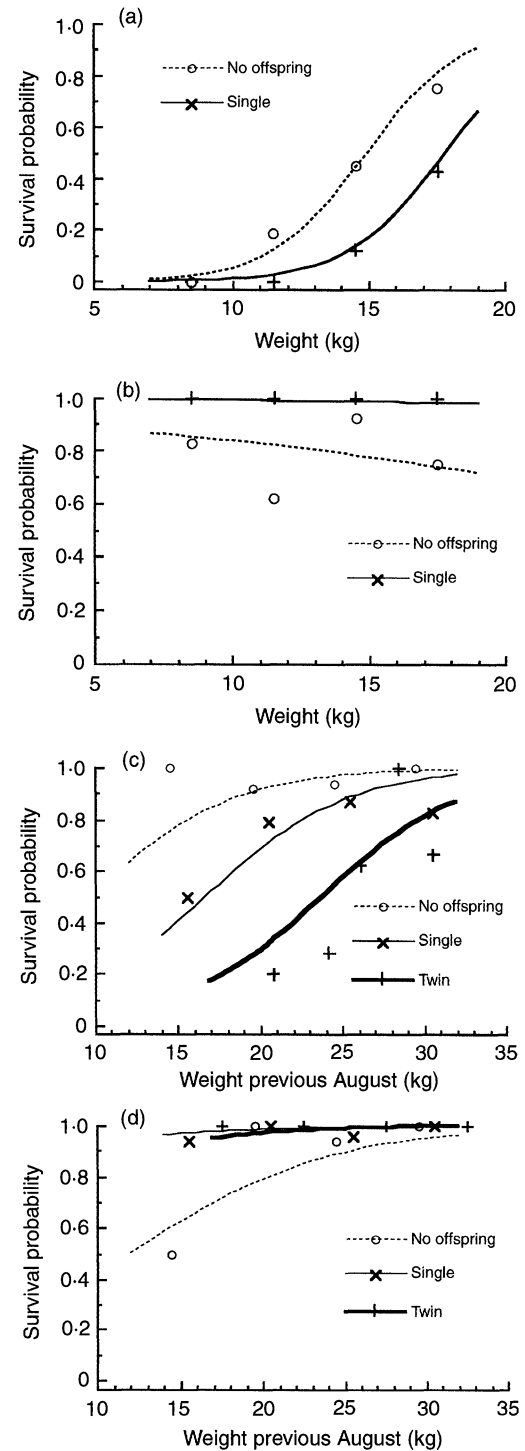 (a)
1·0
0·8
0·6
0·4
0·2
0
Survival probability
No offspring
Single
5
10
15
20
Weight (kg)
(b)
1·0
0·8
0·6
0·4
0·2
0
Survival probability
No offspring
Single
5
10
15
20
Weight (kg)
(c)
1·0
0·8
0·6
0·4
0·2
0
Survival probability
No offspring
Single
Twin
10
15
20
25
30
35
Weight previous August (kg)
(d)
1·0
0·8
0·6
0·4
0·2
0
Survival probability
No offspring
Single
Twin
10
15
20
25
30
35
Weight previous August (kg)